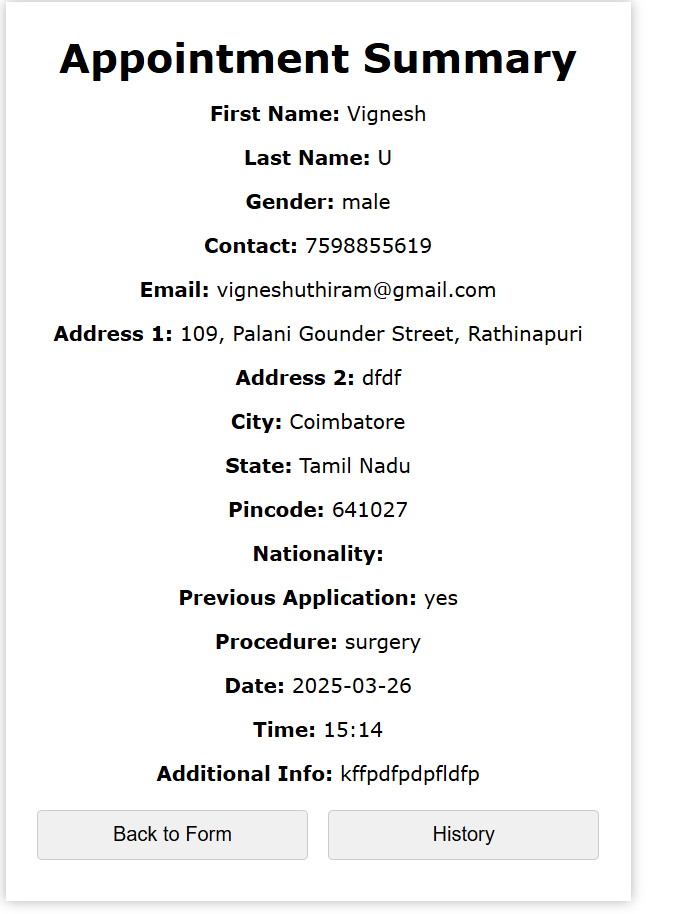 Appointment Summary
First Name: Vignesh
Last Name: U
Gender: male
Contact: 7598855619
Email: vigneshuthiram@gmail.com
Address 1: 109, Palani Gounder Street, Rathinapuri
Address 2: dfdf
City: Coimbatore
State: Tamil Nadu
Pincode: 641027
Nationality:
Previous Application: yes
Procedure: surgery
Date: 2025-03-26
Time: 15:14
Additional Info: kffpdfpdpfldfp
Back to Form
History